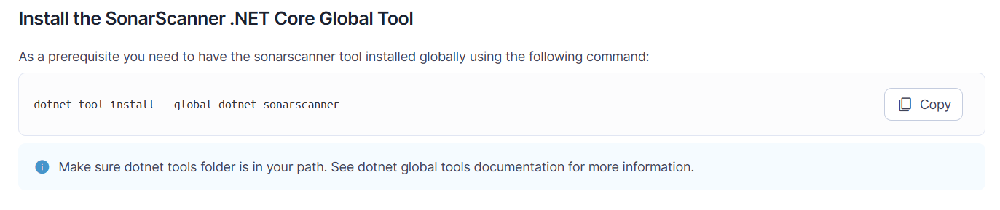 Install the SonarScanner .NET Core Global Tool
As a prerequisite you need to have the sonarscanner tool installed globally using the following command:
dotnet tool install --global dotnet-sonarscanner
Copy
Make sure dotnet tools folder is in your path. See dotnet global tools documentation for more information.